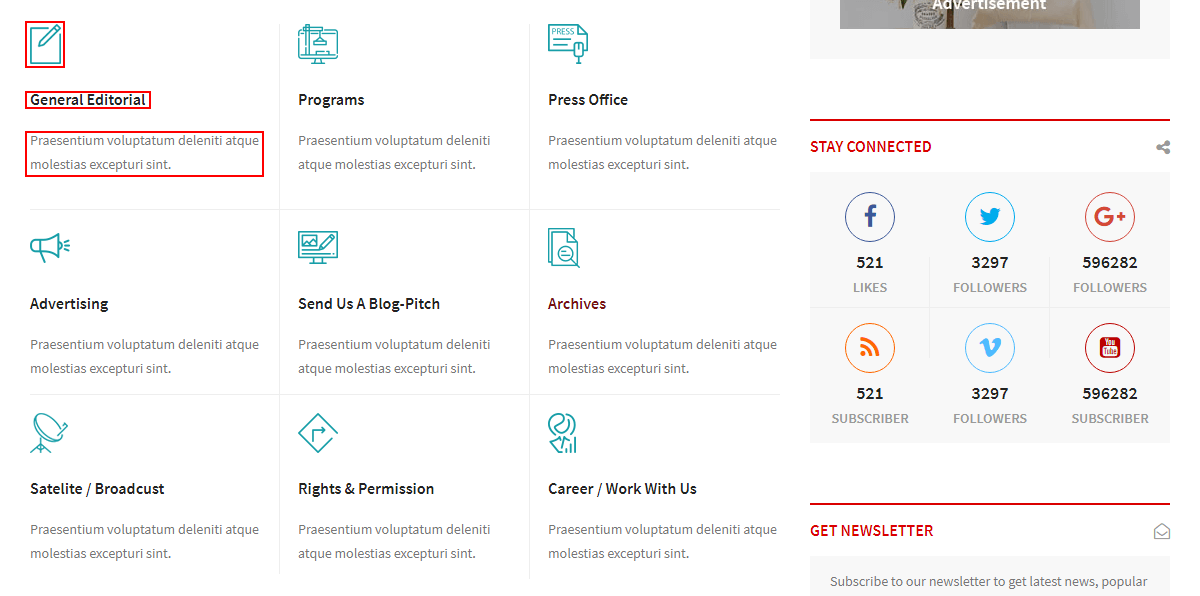 Advertisement
PRESS
General Editorial
Praesentium voluptatum deleniti atque
molestias excepturi sint.
Programs
Praesentium voluptatum deleniti
atque molestias excepturi sint.
Press Office
Praesentium voluptatum deleniti atque
molestias excepturi sint.
Advertising
Praesentium voluptatum deleniti atque
molestias excepturi sint.
Send Us A Blog-Pitch
Praesentium voluptatum deleniti
atque molestias excepturi sint.
Archives
Praesentium voluptatum deleniti atque
molestias excepturi sint.
Satelite / Broadcust
Praesentium voluptatum deleniti atque
molestias excepturi sint.
Rights & Permission
Praesentium voluptatum deleniti
atque molestias excepturi sint.
Career / Work With Us
Praesentium voluptatum deleniti atque
molestias excepturi sint.
STAY CONNECTED
521
LIKES
3297
FOLLOWERS
G+
596282
FOLLOWERS
521
SUBSCRIBER
3297
FOLLOWERS
You
Tube
596282
SUBSCRIBER
GET NEWSLETTER
Subscribe to our newsletter to get latest news, popular